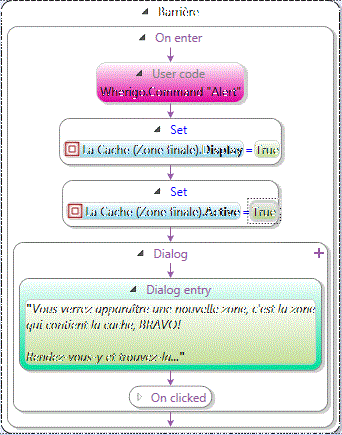 Barrière
On enter
User code
Wherigo.Command "Alert"
Set
La Cache (Zone finale).Display = True
Set
La Cache (Zone finale).Active = True
Dialog
Dialog entry
"Vous verrez apparaître une nouvelle zone, c'est la zone
qui contient la cache, BRAVO!
Rendez-vous-y et trouvez-la..."
On clicked